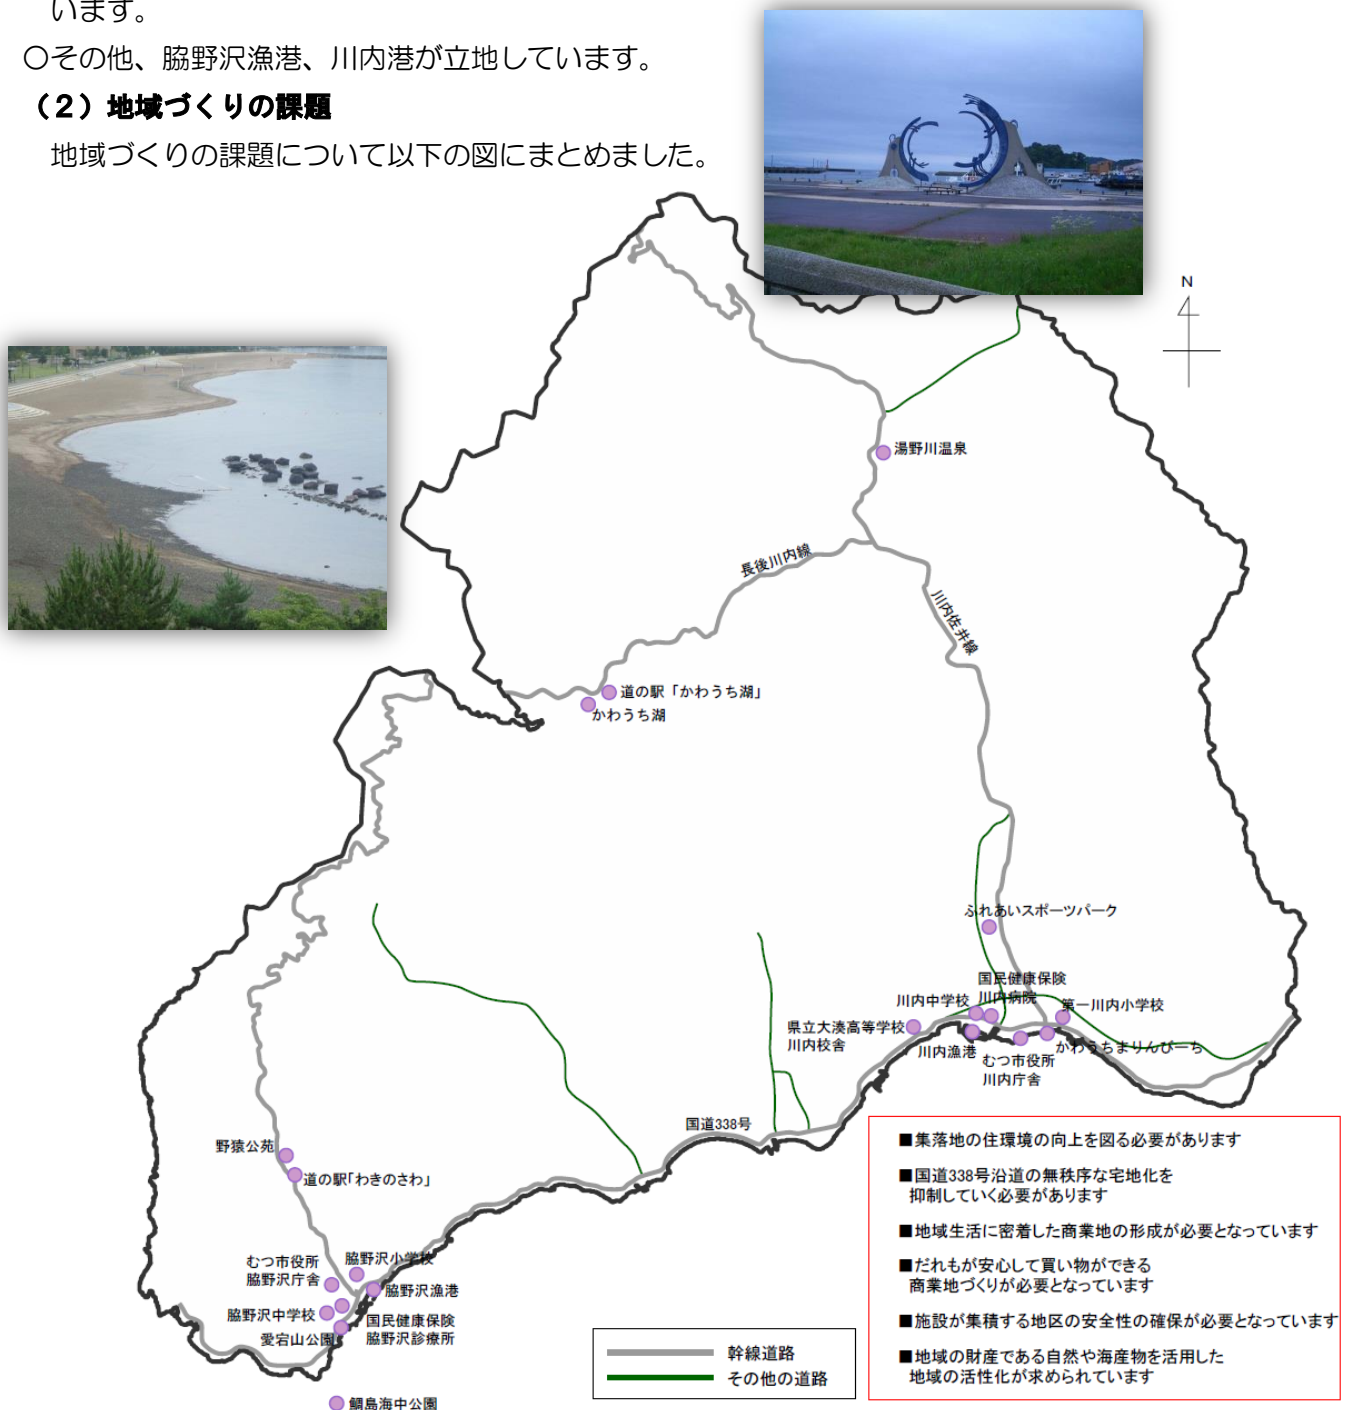 います。
〇その他、脇野沢漁港、川内港が立地しています。
（２）地域づくりの課題
地域づくりの課題について以下の図にまとめました。
N
湯野川温泉
長後川内線
川内佐井線
道の駅「かわうち湖」
かわうち湖
ふれあいスポーツパーク
国民健康保険
川内病院
川内中学校
第一川内小学校
県立大湊高等学校
川内校舎
川内漁港
むつ市役所
川内庁舎
かわうちまりんびーち
国道338号
野猿公苑
道の駅「わきのさわ」
むつ市役所
脇野沢庁舎
脇野沢小学校
脇野沢漁港
脇野沢中学校
国民健康保険
脇野沢診療所
愛宕山公園
鯛島海中公園
幹線道路
その他の道路
■集落地の住環境の向上を図る必要があります
■国道338号沿道の無秩序な宅地化を
抑制していく必要があります
■地域生活に密着した商業地の形成が必要となっています
■だれもが安心して買い物ができる
商業地づくりが必要となっています
■施設が集積する地区の安全性の確保が必要となっています
■地域の財産である自然や海産物を活用した
地域の活性化が求められています